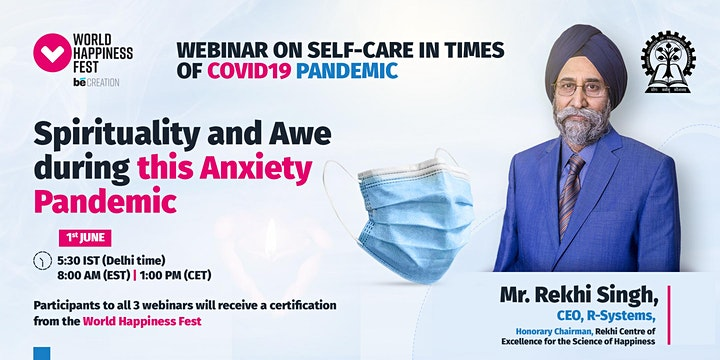 WORLD
HAPPINESS
FEST
bē CREATION
WEBINAR ON SELF-CARE IN TIMES
OF COVID19 PANDEMIC
Spirituality and Awe
during this Anxiety
Pandemic
1st JUNE
5:30 IST (Delhi time)
8:00 AM (EST) | 1:00 PM (CET)
Participants to all 3 webinars will receive a certification
from the World Happiness Fest
Mr. Rekhi Singh,
CEO, R-Systems,
Honorary Chairman, Rekhi Centre of
Excellence for the Science of Happiness